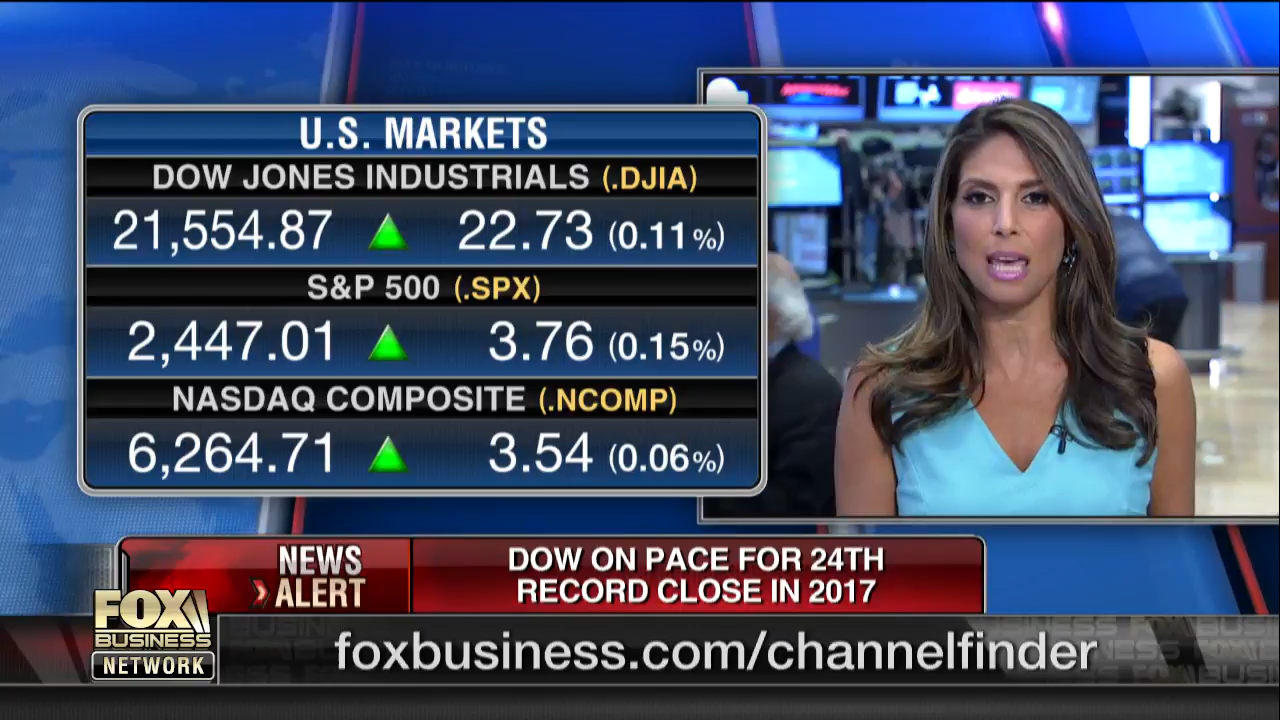 U.S. MARKETS
DOW JONES INDUSTRIALS (.DJIA)
21,554.87 ▲ 22.73 (0.11%)
S&P 500 (.SPX)
2,447.01 ▲ 3.76 (0.15%)
NASDAQ COMPOSITE (.NCOMP)
6,264.71 ▲ 3.54 (0.06%)
NEWS
ALERT
DOW ON PACE FOR 24TH
RECORD CLOSE IN 2017
FOX
BUSINESS
NETWORK
foxbusiness.com/channelfinder